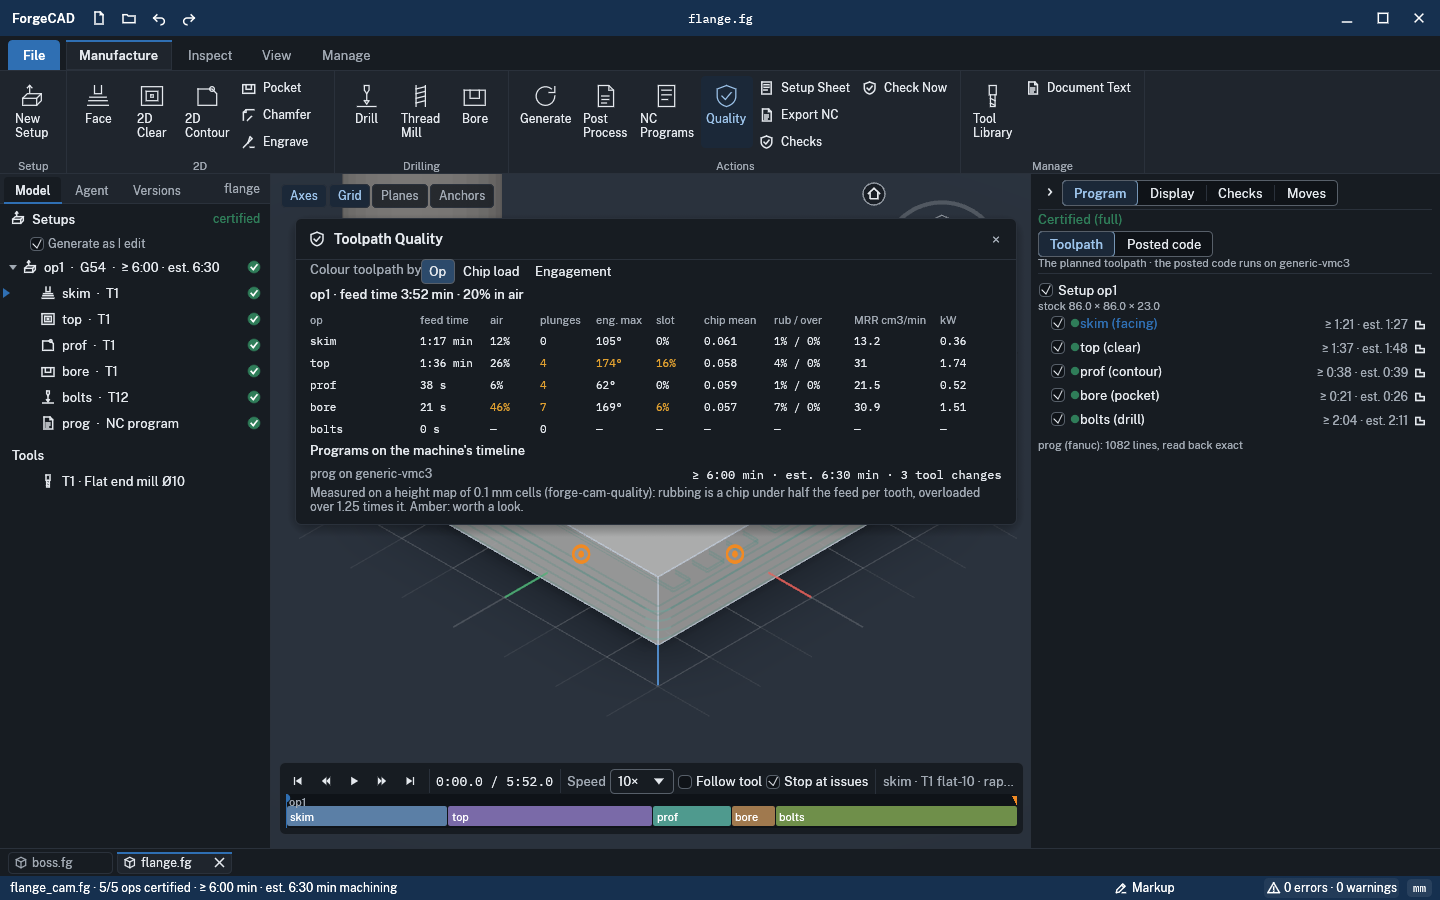 ForgeCAD
flange.fg
File
Manufacture
Inspect
View
Manage
New Setup
Setup
Face
2D Clear
2D Contour
Pocket
Chamfer
Engrave
2D
Drill
Thread Mill
Bore
Drilling
Generate
Post Process
NC Programs
Quality
Setup Sheet
Export NC
Checks
Check Now
Actions
Tool Library
Document Text
Manage
Model
Agent
Versions
flange
Setups
certified
Generate as I edit
op1 · G54 · ≥ 6:00 · est. 6:30
skim · T1
top · T1
prof · T1
bore · T1
bolts · T12
prog · NC program
Tools
T1 · Flat end mill Ø10
Axes
Grid
Planes
Anchors
Toolpath Quality
×
Colour toolpath by
Op
Chip load
Engagement
op1 · feed time 3:52 min · 20% in air
op feed time air plunges eng. max slot chip mean rub / over MRR cm3/min kW
skim 1:17 min 12% 0 105° 0% 0.061 1% / 0% 13.2 0.36
top 1:36 min 26% 4 174° 16% 0.058 4% / 0% 31 1.74
prof 38 s 6% 4 62° 0% 0.059 1% / 0% 21.5 0.52
bore 21 s 46% 7 169° 6% 0.057 7% / 0% 30.9 1.51
bolts 0 s — 0 — — — — — —
Programs on the machine's timeline
prog on generic-vmc3
≥ 6:00 min · est. 6:30 min · 3 tool changes
Measured on a height map of 0.1 mm cells (forge-cam-quality): rubbing is a chip under half the feed per tooth, overloaded
over 1.25 times it. Amber: worth a look.
0:00.0 / 5:52.0
Speed
10×
Follow tool
Stop at issues
skim · T1 flat-10 · rap...
op1
skim
top
prof
bore
bolts
Program
Display
Checks
Moves
Certified (full)
Toolpath
Posted code
The planned toolpath · the posted code runs on generic-vmc3
Setup op1
stock 86.0 × 86.0 × 23.0
skim (facing) ≥ 1:21 · est. 1:27
top (clear) ≥ 1:37 · est. 1:48
prof (contour) ≥ 0:38 · est. 0:39
bore (pocket) ≥ 0:21 · est. 0:26
bolts (drill) ≥ 2:04 · est. 2:11
prog (fanuc): 1082 lines, read back exact
boss.fg
flange.fg
flange_cam.fg · 5/5 ops certified · ≥ 6:00 min · est. 6:30 min machining
Markup
0 errors · 0 warnings
mm